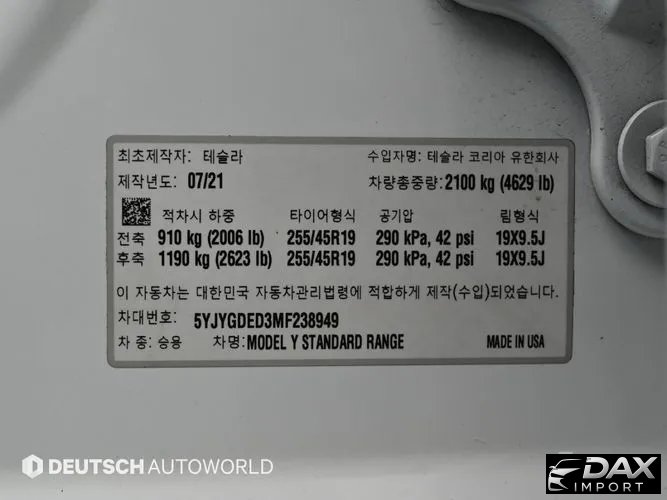 최초제작자: 테슬라 수입자명: 테슬라 코리아 유한회사
제작년도: 07/21 차량총중량: 2100 kg (4629 lb)
적차시 하중 타이어형식 공기압 림형식
전축 910 kg (2006 lb) 255/45R19 290 kPa, 42 psi 19X9.5J
후축 1190 kg (2623 lb) 255/45R19 290 kPa, 42 psi 19X9.5J
이 자동차는 대한민국 자동차관리법령에 적합하게 제작(수입)되었습니다.
차대번호: 5YJYGDED3MF238949
차 종: 승용 차명: MODEL Y STANDARD RANGE MADE IN USA
DEUTSCH AUTOWORLD
DAX
IMPORT